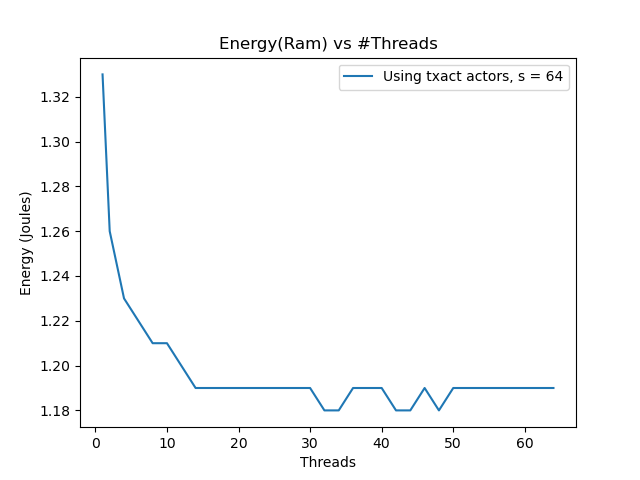 Energy(Ram) vs #Threads
Using txact actors, s = 64
1.32
1.30
1.28
1.26
1.24
1.22
1.20
1.18
Energy (Joules)
0 10 20 30 40 50 60
Threads